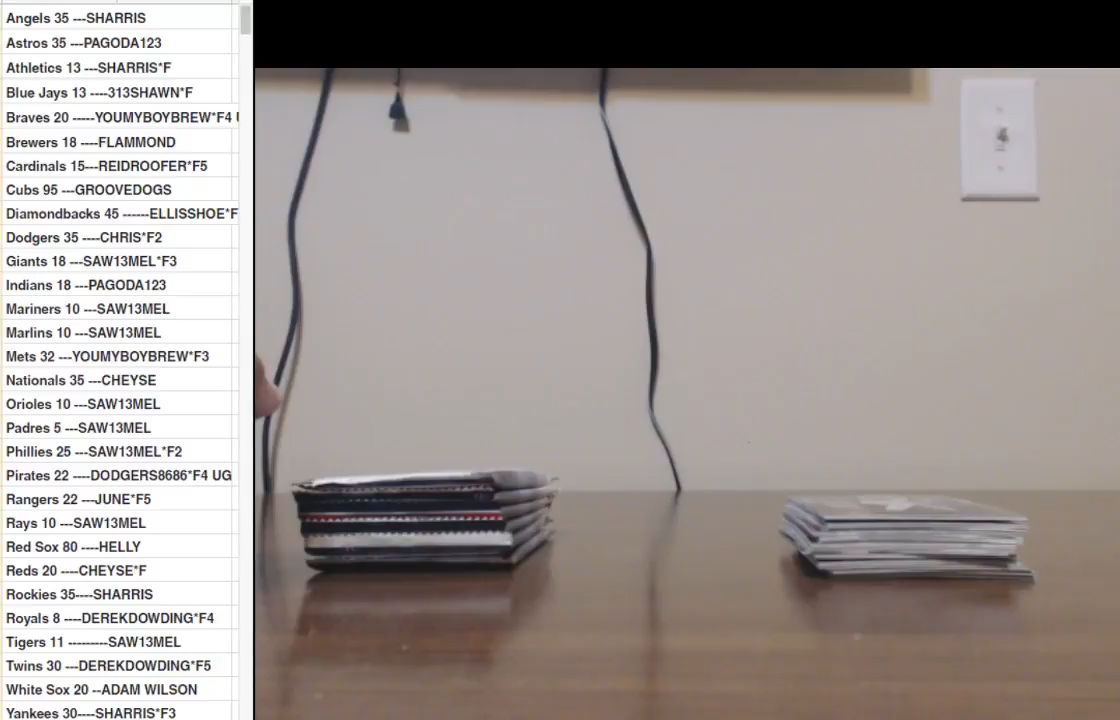 Angels 35 ---SHARRIS
Astros 35 ---PAGODA123
Athletics 13 ---SHARRIS*F
Blue Jays 13 ----313SHAWN*F
Braves 20 -----YOUMYBOYBREW*F4
Brewers 18 ----FLAMMOND
Cardinals 15---REIDROOFER*F5
Cubs 95 ---GROOVEDOGS
Diamondbacks 45 ------ELLISSHOE*F
Dodgers 35 ----CHRIS*F2
Giants 18 ---SAW13MEL*F3
Indians 18 ---PAGODA123
Mariners 10 ---SAW13MEL
Marlins 10 ---SAW13MEL
Mets 32 ---YOUMYBOYBREW*F3
Nationals 35 ---CHEYSE
Orioles 10 ---SAW13MEL
Padres 5 ---SAW13MEL
Phillies 25 ---SAW13MEL*F2
Pirates 22 ----DODGERS8686*F4 UG
Rangers 22 ---JUNE*F5
Rays 10 ---SAW13MEL
Red Sox 80 ----HELLY
Reds 20 ----CHEYSE*F
Rockies 35----SHARRIS
Royals 8 ----DEREKDOWDING*F4
Tigers 11 ---------SAW13MEL
Twins 30 ---DEREKDOWDING*F5
White Sox 20 --ADAM WILSON
Yankees 30----SHARRIS*F3